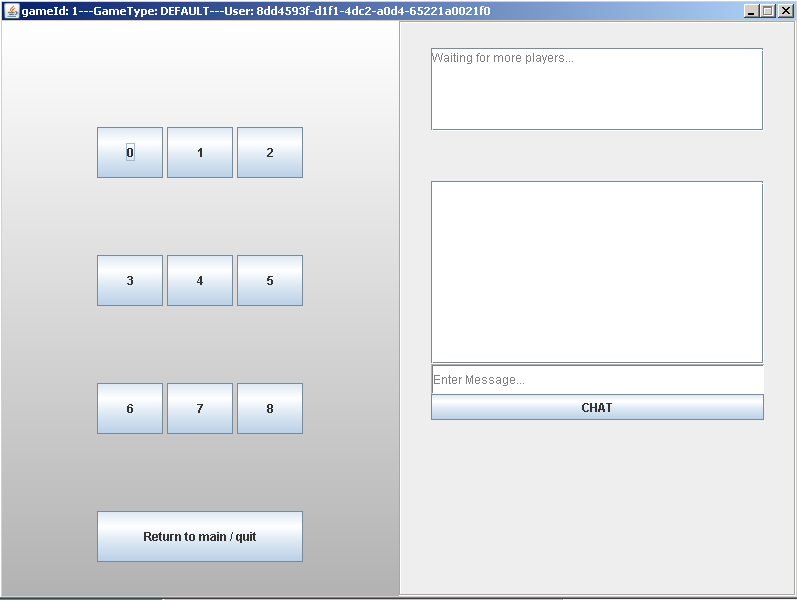 gameId: 1---GameType: DEFAULT---User: 8dd4593f-d1f1-4dc2-a0d4-65221a0021f0
Waiting for more players...
0 1 2
3 4 5
Enter Message...
CHAT
6 7 8
Return to main / quit